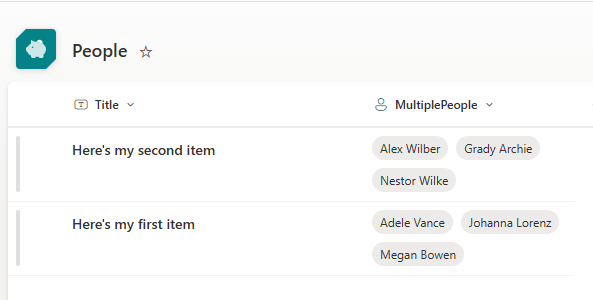 People
Title MultiplePeople
Here's my second item Alex Wilber Grady Archie
Nestor Wilke
Here's my first item Adele Vance Johanna Lorenz
Megan Bowen